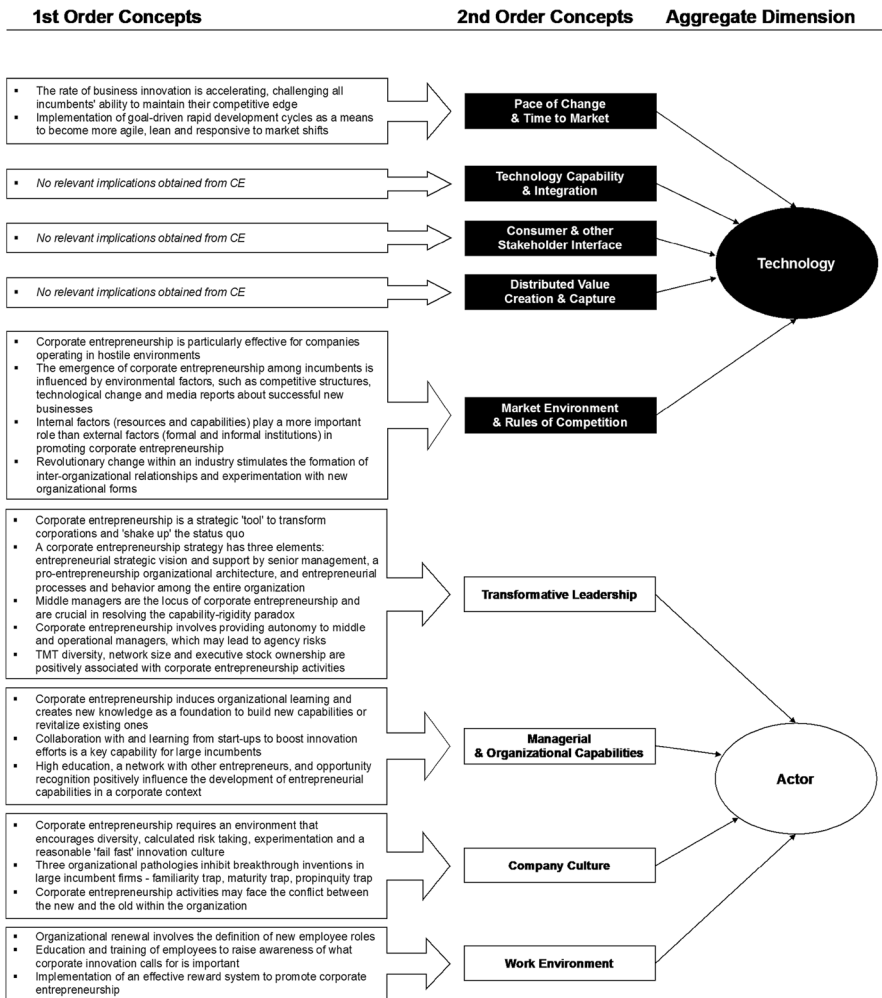 1st Order Concepts
2nd Order Concepts
Aggregate Dimension
▪ The rate of business innovation is accelerating, challenging all
incumbents' ability to maintain their competitive edge
▪ Implementation of goal-driven rapid development cycles as a means
to become more agile, lean and responsive to market shifts
Pace of Change
& Time to Market
▪ No relevant implications obtained from CE
Technology Capability
& Integration
▪ No relevant implications obtained from CE
Consumer & other
Stakeholder Interface
▪ No relevant implications obtained from CE
Distributed Value
Creation & Capture
Technology
▪ Corporate entrepreneurship is particularly effective for companies
operating in hostile environments
▪ The emergence of corporate entrepreneurship among incumbents is
influenced by environmental factors, such as competitive structures,
technological change and media reports about successful new
businesses
▪ Internal factors (resources and capabilities) play a more important
role than external factors (formal and informal institutions) in
promoting corporate entrepreneurship
▪ Revolutionary change within an industry stimulates the formation of
inter-organizational relationships and experimentation with new
organizational forms
Market Environment
& Rules of Competition
▪ Corporate entrepreneurship is a strategic 'tool' to transform
corporations and 'shake up' the status quo
▪ A corporate entrepreneurship strategy has three elements:
entrepreneurial strategic vision and support by senior management, a
pro-entrepreneurship organizational architecture, and entrepreneurial
processes and behavior among the entire organization
▪ Middle managers are the locus of corporate entrepreneurship and
are crucial in resolving the capability-rigidity paradox
▪ Corporate entrepreneurship involves providing autonomy to middle
and operational managers, which may lead to agency risks
▪ TMT diversity, network size and executive stock ownership are
positively associated with corporate entrepreneurship activities
Transformative Leadership
▪ Corporate entrepreneurship induces organizational learning and
creates new knowledge as a foundation to build new capabilities or
revitalize existing ones
▪ Collaboration with and learning from start-ups to boost innovation
efforts is a key capability for large incumbents
▪ High education, a network with other entrepreneurs, and opportunity
recognition positively influence the development of entrepreneurial
capabilities in a corporate context
Managerial
& Organizational Capabilities
Actor
▪ Corporate entrepreneurship requires an environment that
encourages diversity, calculated risk taking, experimentation and a
reasonable 'fail fast' innovation culture
▪ Three organizational pathologies inhibit breakthrough inventions in
large incumbent firms - familiarity trap, maturity trap, propinquity trap
▪ Corporate entrepreneurship activities may face the conflict between
the new and the old within the organization
Company Culture
▪ Organizational renewal involves the definition of new employee roles
▪ Education and training of employees to raise awareness of what
corporate innovation calls for is important
▪ Implementation of an effective reward system to promote corporate
entrepreneurship
Work Environment